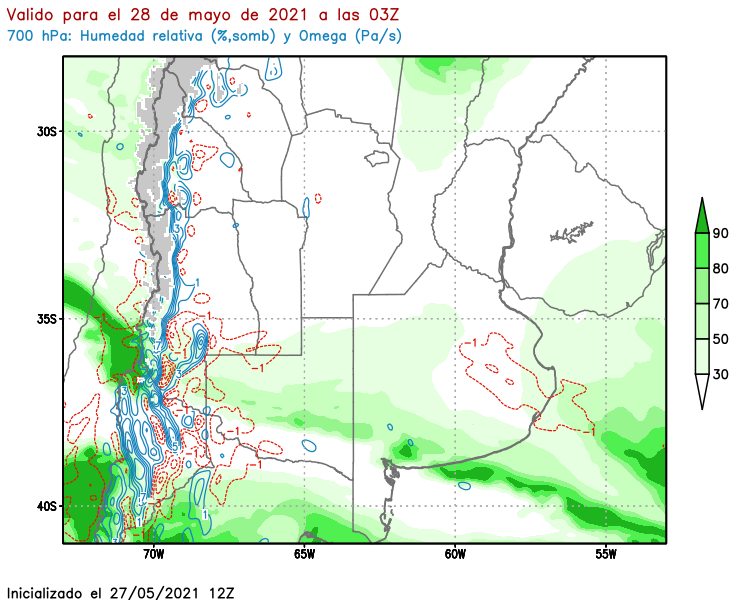 Valido para el 28 de mayo de 2021 a las 03Z
700 hPa: Humedad relativa (%,somb) y Omega (Pa/s)
30S
35S
40S
70W
65W
60W
55W
90
80
70
50
30
1
-1
-1
-1
-1
-1
1
Inicializado el 27/05/2021 12Z